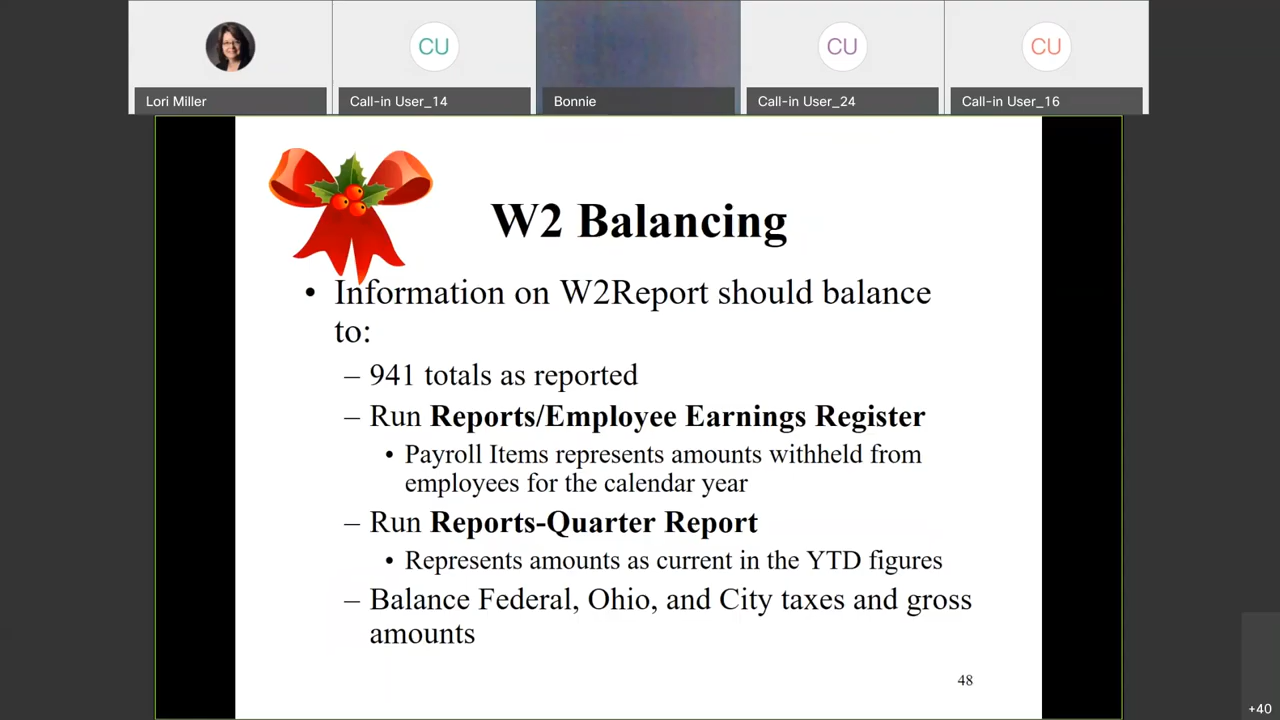 CU
CU
CU
Lori Miller
Call-in User_14
Bonnie
Call-in User_24
Call-in User_16
W2 Balancing
• Information on W2Report should balance
to:
– 941 totals as reported
– Run Reports/Employee Earnings Register
• Payroll Items represents amounts withheld from
employees for the calendar year
– Run Reports-Quarter Report
• Represents amounts as current in the YTD figures
– Balance Federal, Ohio, and City taxes and gross
amounts
48
+40